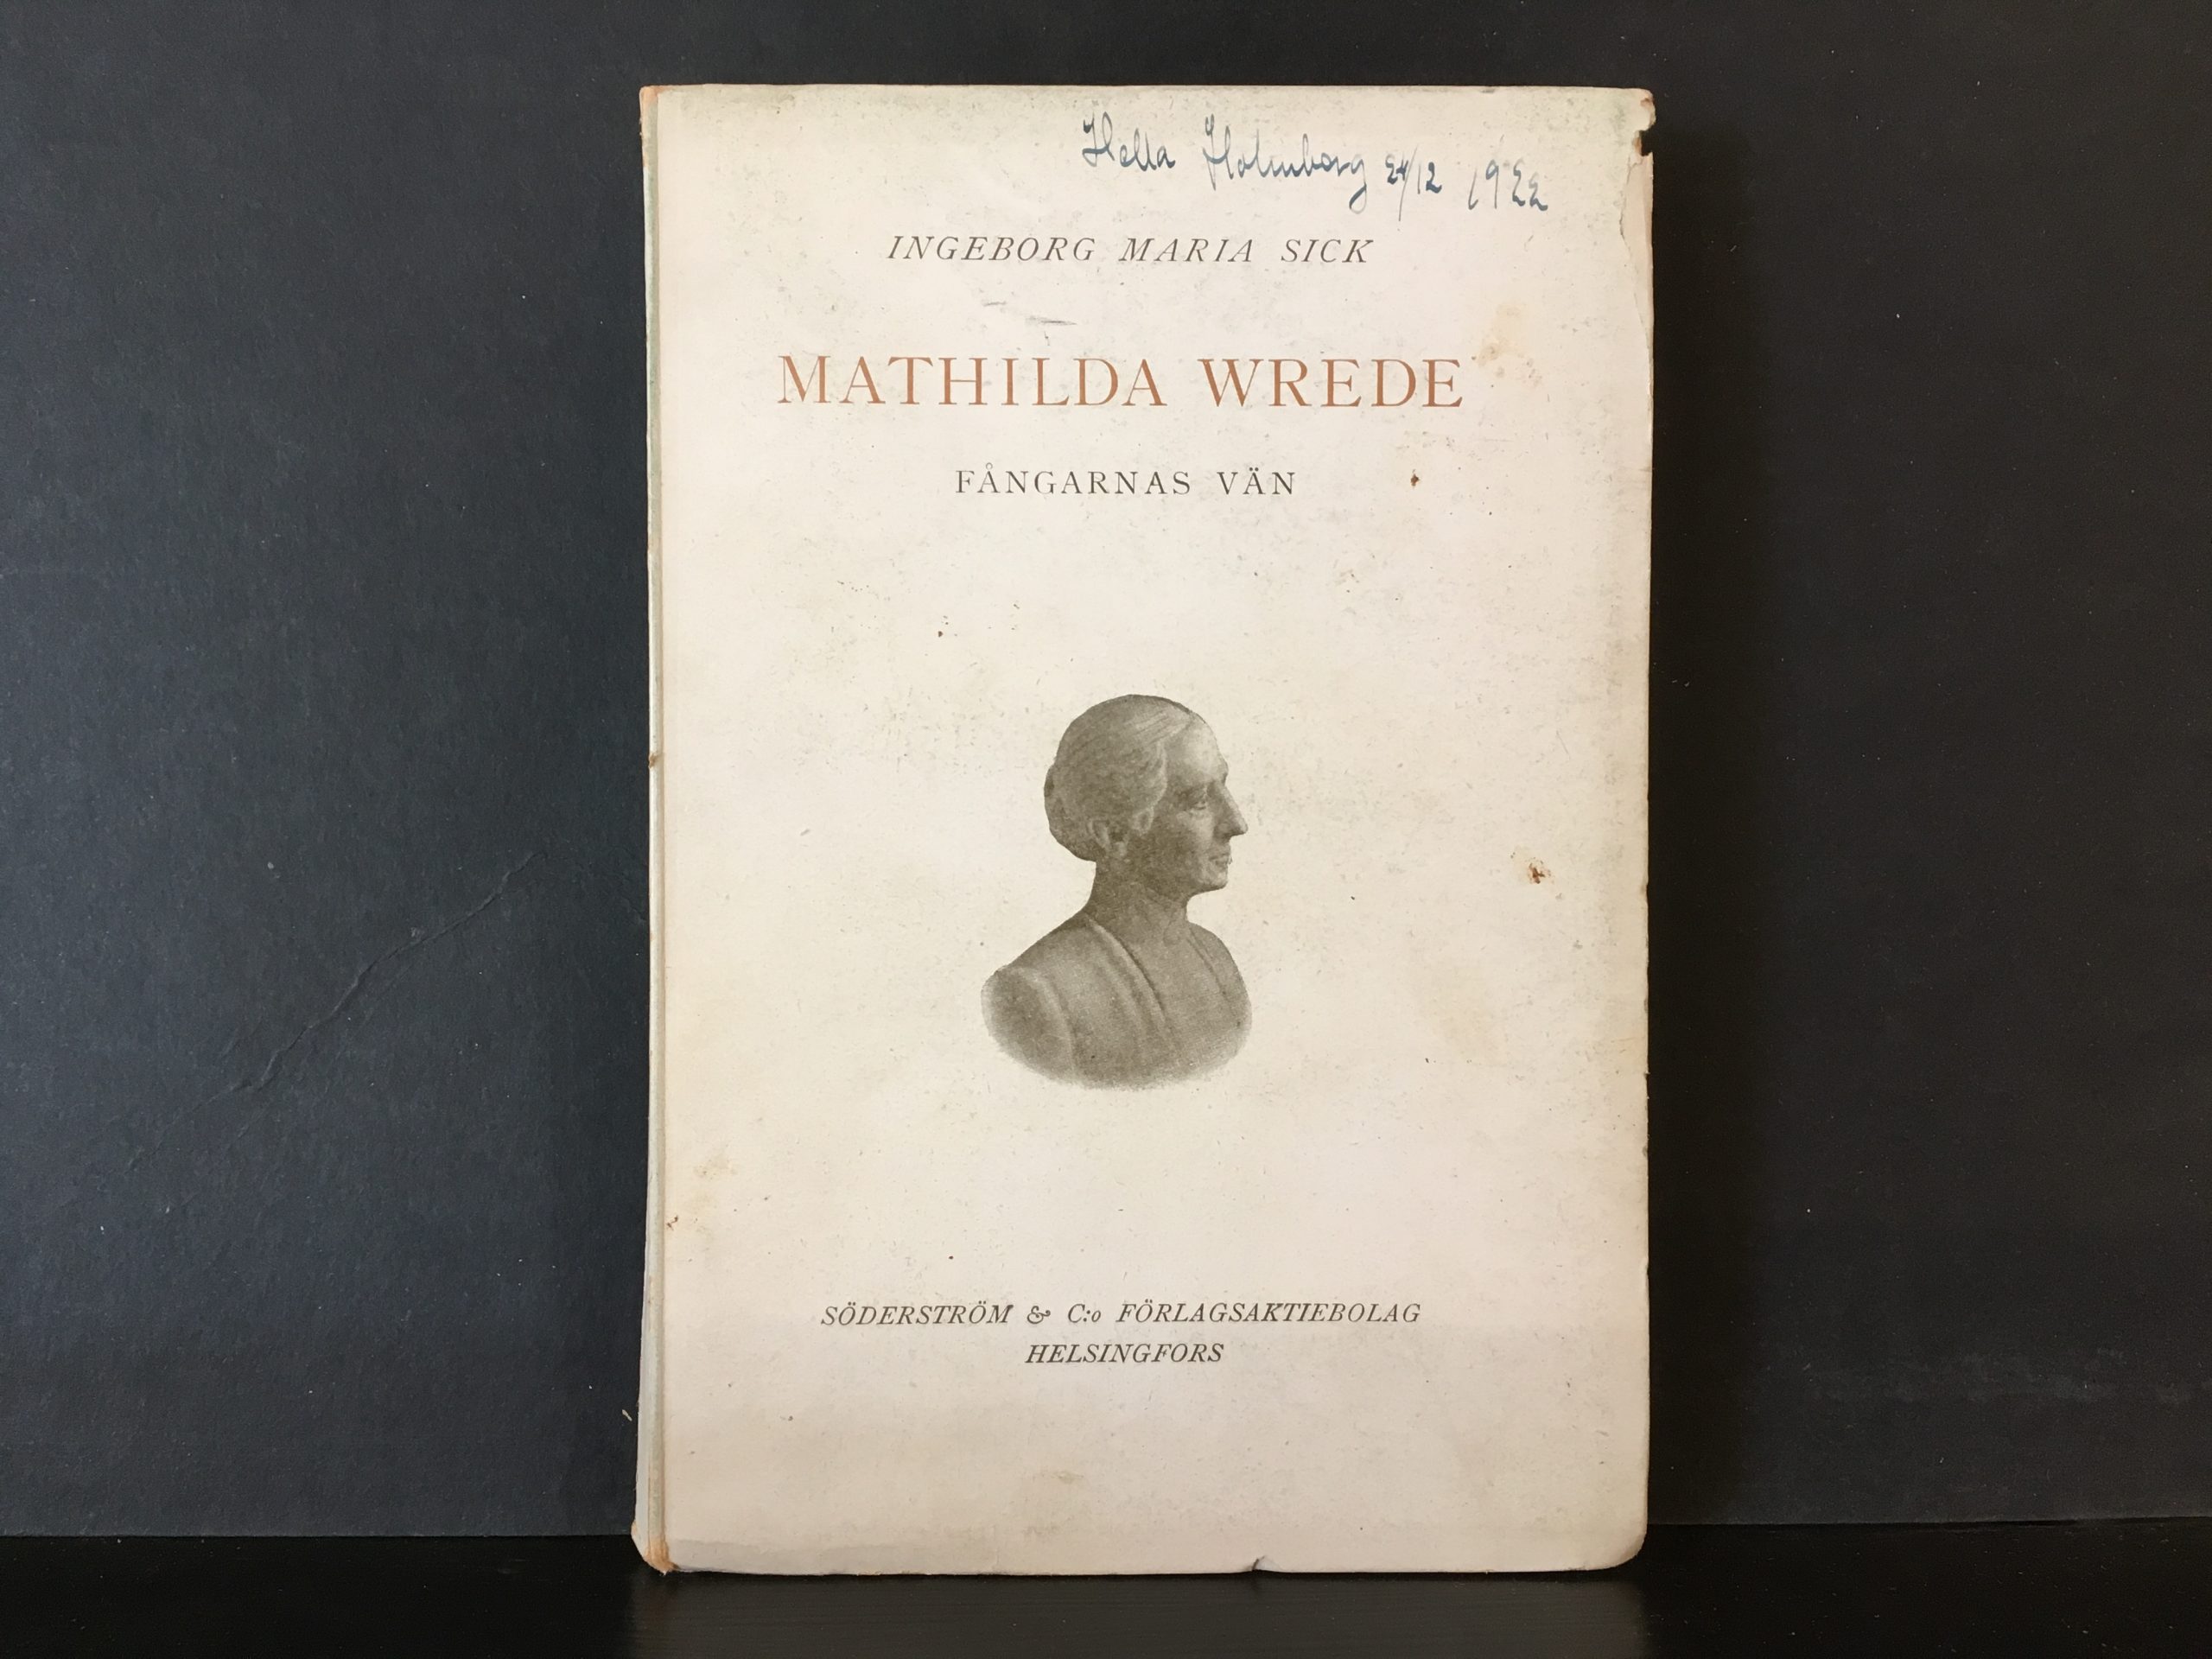 Hella Holmberg 24/12 1922
INGEBORG MARIA SICK
MATHILDA WREDE
FÅNGARNAS VÄN
SÖDERSTRÖM & C:o FÖRLAGSAKTIEBOLAG
HELSINGFORS